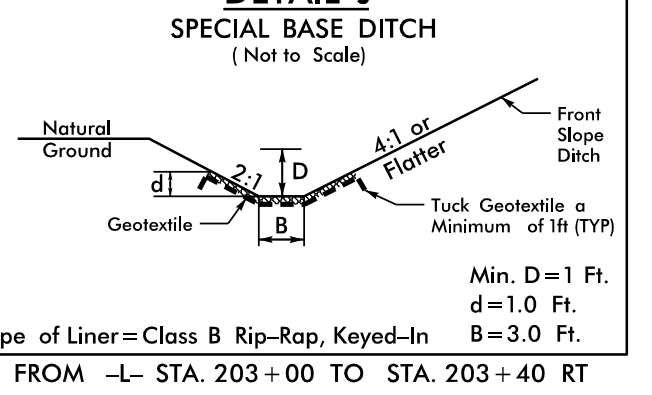 SPECIAL BASE DITCH
( Not to Scale)
Natural
Ground
d
2:1
D
4:1 or
Flatter
Front
Slope
Ditch
Geotextile
B
Tuck Geotextile a
Minimum of 1ft (TYP)
Min. D=1 Ft.
d=1.0 Ft.
B=3.0 Ft.
pe of Liner=Class B Rip-Rap, Keyed-In
FROM -L- STA. 203+00 TO STA. 203+40 RT